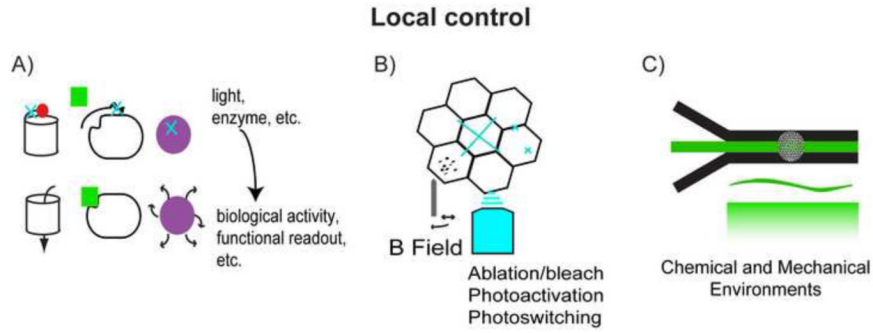 Local control
A)
light,
enzyme, etc.
biological activity,
functional readout,
etc.
B)
B Field
Ablation/bleach
Photoactivation
Photoswitching
C)
Chemical and Mechanical
Environments